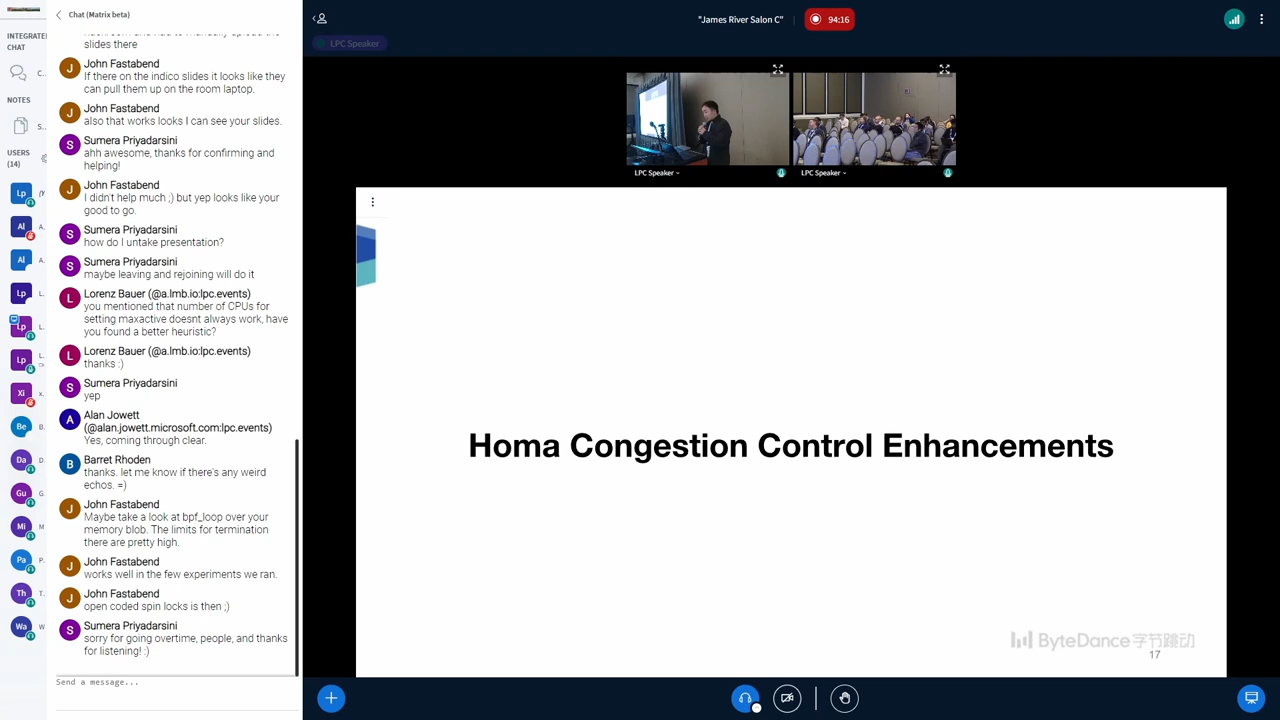 Chat (Matrix beta)
INTEGRATE
CHAT
C..
NOTES
S..
USERS
(14)
slides there
John Fastabend
If there on the indico slides it looks like they
can pull them up on the room laptop.
John Fastabend
also that works looks I can see your slides.
Sumera Priyadarsini
ahh awesome, thanks for confirming and
helping!
John Fastabend
I didn't help much ;) but yep looks like your
good to go.
Sumera Priyadarsini
how do I untake presentation?
Sumera Priyadarsini
maybe leaving and rejoining will do it
Lorenz Bauer (@a.lmb.io:lpc.events)
you mentioned that number of CPUs for
setting maxactive doesnt always work, have
you found a better heuristic?
Lorenz Bauer (@a.lmb.io:lpc.events)
thanks :)
Sumera Priyadarsini
yep
Alan Jowett
(@alan.jowett.microsoft.com:lpc.events)
Yes, coming through clear.
Barret Rhoden
thanks. let me know if there's any weird
echos. =)
John Fastabend
Maybe take a look at bpf_loop over your
memory blob. The limits for termination
there are pretty high.
John Fastabend
works well in the few experiments we ran.
John Fastabend
open coded spin locks is then ;)
Sumera Priyadarsini
sorry for going overtime, people, and thanks
for listening! :)
Send a message...
"James River Salon C"
94:16
LPC Speaker
LPC Speaker
LPC Speaker
Homa Congestion Control Enhancements
ByteDance字节跳动
17